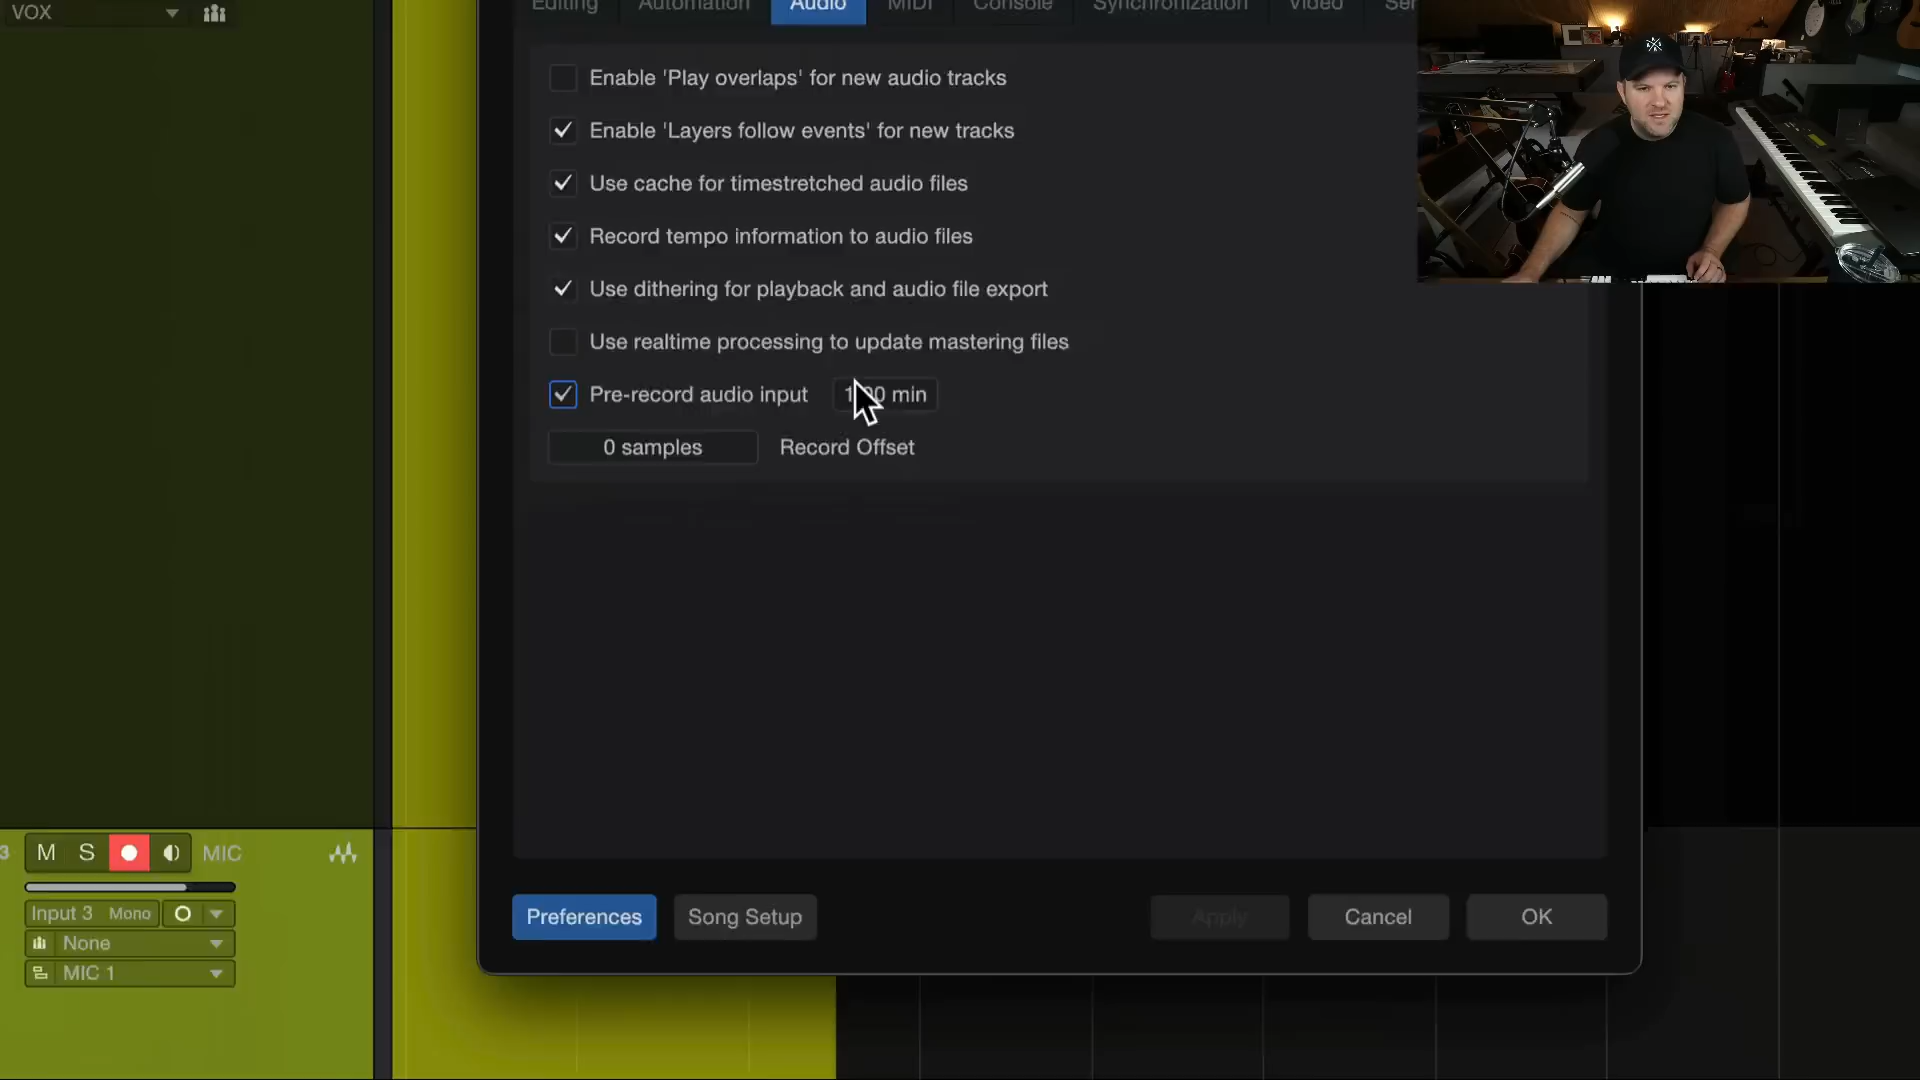 VOX
Editing
Automation
Audio
MIDI
Console
Synchronization
Video
Enable 'Play overlaps' for new audio tracks
Enable 'Layers follow events' for new tracks
Use cache for timestretched audio files
Record tempo information to audio files
Use dithering for playback and audio file export
Use realtime processing to update mastering files
Pre-record audio input
min
0 samples Record Offset
3 M S MIC
Input 3 Mono
None
MIC 1
Preferences Song Setup Apply Cancel OK